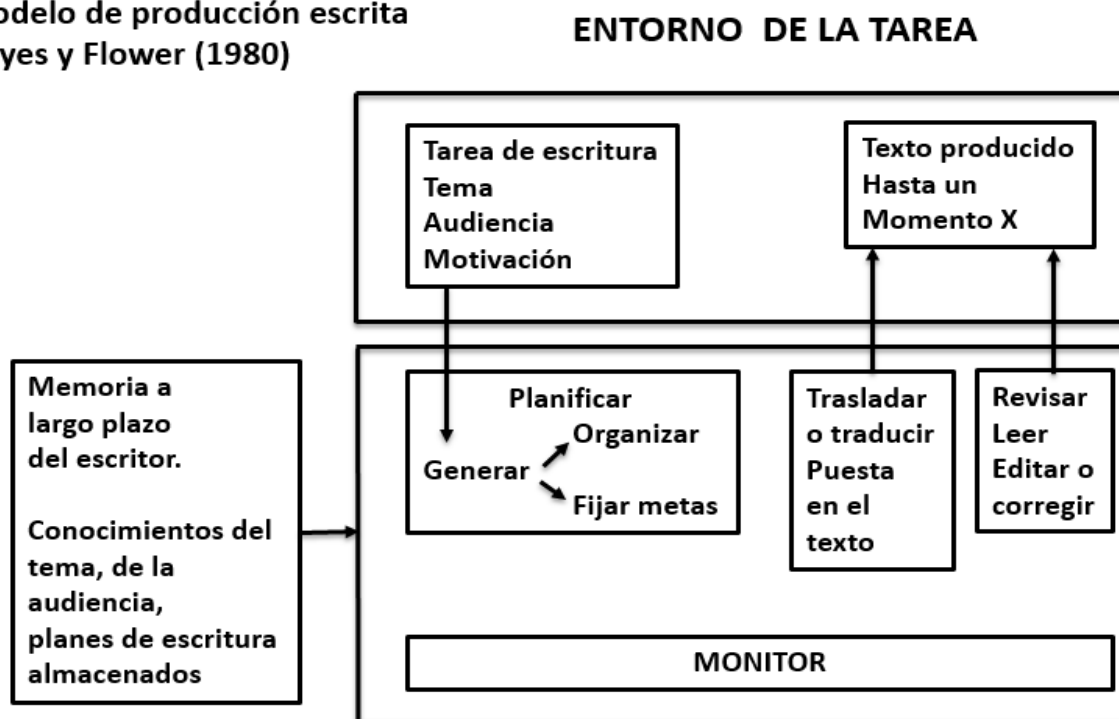 odelo de producción escrita
yes y Flower (1980)
ENTORNO DE LA TAREA
Tarea de escritura
Tema
Audiencia
Motivación
Texto producido
Hasta un
Momento X
Memoria a
largo plazo
del escritor.
Conocimientos del
tema, de la
audiencia,
planes de escritura
almacenados
Planificar
Organizar
Generar
Fijar metas
Trasladar
o traducir
Puesta
en el
texto
Revisar
Leer
Editar o
corregir
MONITOR